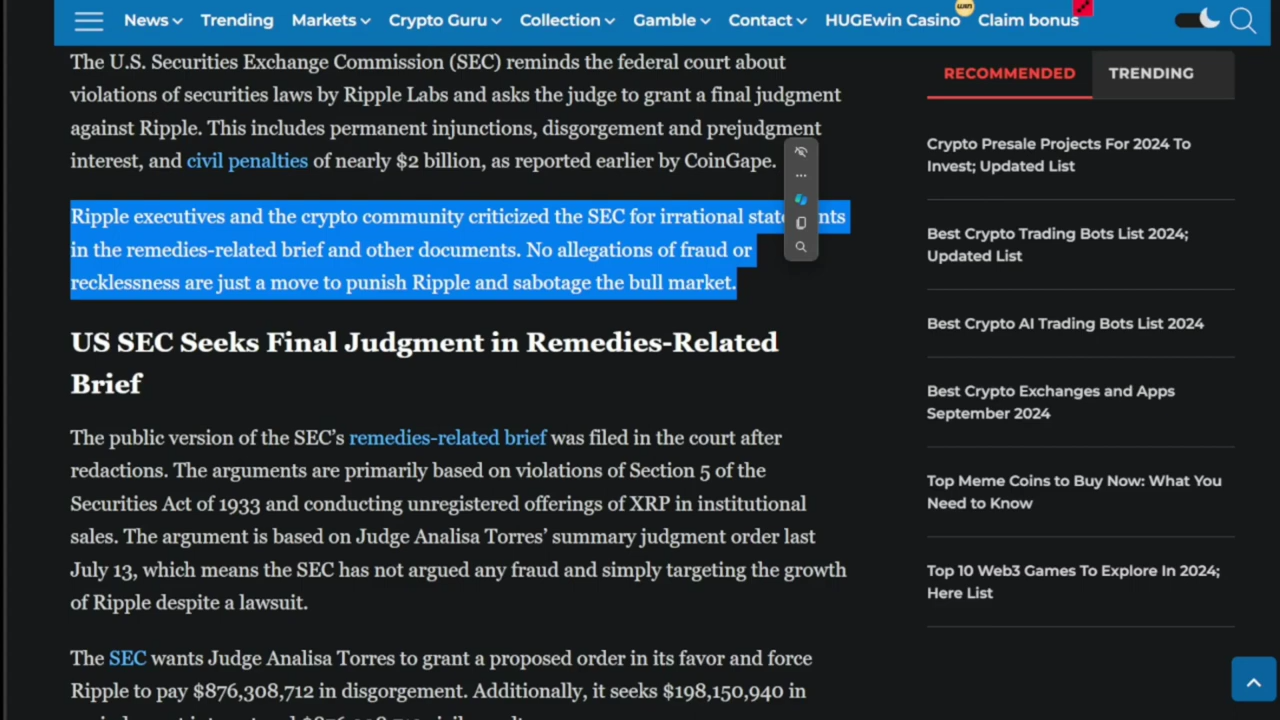 News Trending Markets Crypto Guru Collection Gamble Contact HUGEwin Casino Claim bonus
The U.S. Securities Exchange Commission (SEC) reminds the federal court about
violations of securities laws by Ripple Labs and asks the judge to grant a final judgment
against Ripple. This includes permanent injunctions, disgorgement and prejudgment
interest, and civil penalties of nearly $2 billion, as reported earlier by CoinGape.
Ripple executives and the crypto community criticized the SEC for irrational
in the remedies-related brief and other documents. No allegations of fraud or
recklessness are just a move to punish Ripple and sabotage the bull market.
US SEC Seeks Final Judgment in Remedies-Related
Brief
The public version of the SEC’s remedies-related brief was filed in the court after
redactions. The arguments are primarily based on violations of Section 5 of the
Securities Act of 1933 and conducting unregistered offerings of XRP in institutional
sales. The argument is based on Judge Analisa Torres’ summary judgment order last
July 13, which means the SEC has not argued any fraud and simply targeting the growth
of Ripple despite a lawsuit.
The SEC wants Judge Analisa Torres to grant a proposed order in its favor and force
Ripple to pay $876,308,712 in disgorgement. Additionally, it seeks $198,150,940 in
RECOMMENDED TRENDING
Crypto Presale Projects For 2024 To
Invest; Updated List
Best Crypto Trading Bots List 2024;
Updated List
Best Crypto AI Trading Bots List 2024
Best Crypto Exchanges and Apps
September 2024
Top Meme Coins to Buy Now: What You
Need to Know
Top 10 Web3 Games To Explore In 2024;
Here List